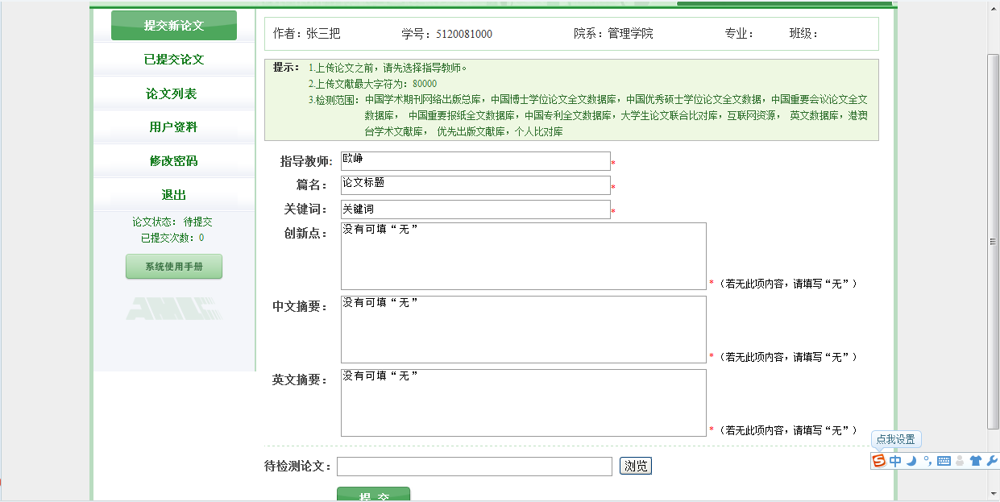 提交新论文
已提交论文
论文列表
用户资料
修改密码
退出
论文状态： 待提交
已提交次数：0
系统使用手册
AMLC
作者：张三把 学号：5120081000 院系：管理学院 专业： 班级：
提示： 1.上传论文之前，请先选择指导教师。
2.上传文献最大字符为：80000
3.检测范围：中国学术期刊网络出版总库，中国博士学位论文全文数据库，中国优秀硕士学位论文全文数据，中国重要会议论文全文
数据库， 中国重要报纸全文数据库，中国专利全文数据库，大学生论文联合比对库，互联网资源， 英文数据库，港澳
台学术文献库， 优先出版文献库，个人比对库
指导教师: 欧峥 *
篇名： 论文标题 *
关键词： 关键词 *
创新点： 没有可填“无”
*（若无此项内容，请填写“无”）
中文摘要： 没有可填“无”
*（若无此项内容，请填写“无”）
英文摘要： 没有可填“无”
*（若无此项内容，请填写“无”）
点我设置
S 中
待检测论文： 浏览
提 交